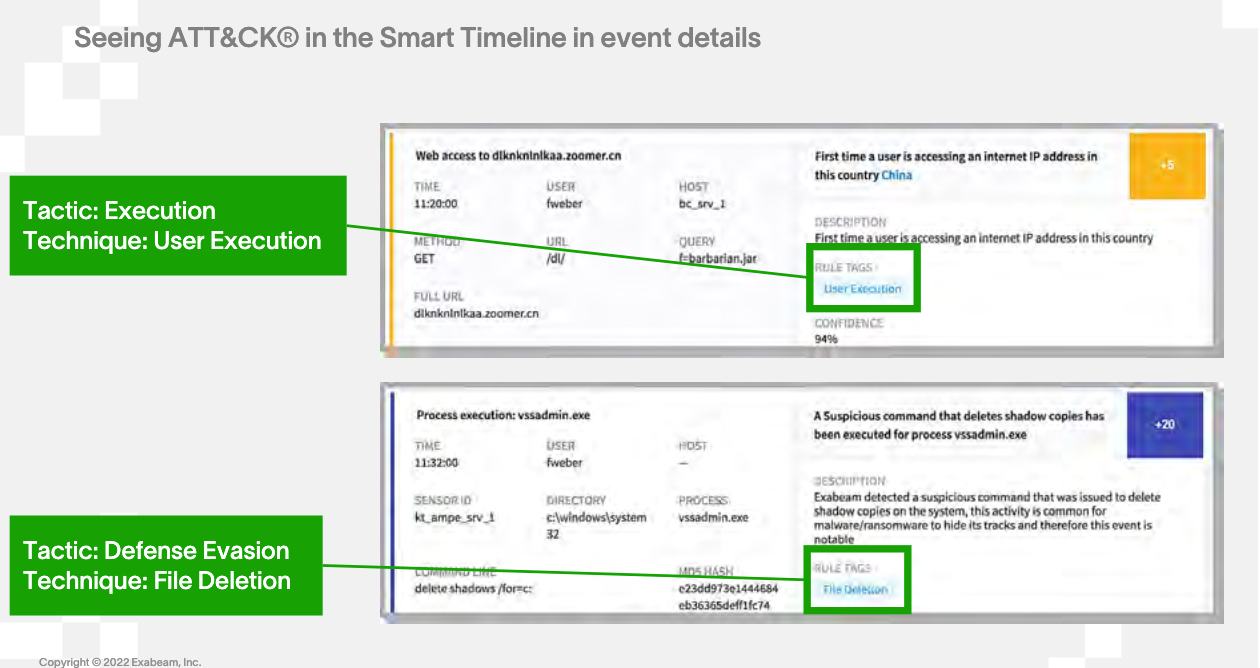 Seeing ATT&CK® in the Smart Timeline in event details
Tactic: Execution
Technique: User Execution
Web access to dlknknlnlkaa.zoomer.cn
TIME
USER
HOST
11:20:00
fweber
bc_srv_1
METHOD
URL
QUERY
GET
/dl/
f=barbarian.jar
FULL URL
dlknknlnlkaa.zoomer.cn
First time a user is accessing an internet IP address in
this country China
+5
DESCRIPTION
First time a user is accessing an internet IP address in this country
RULE TAGS
User Execution
CONFIDENCE
94%
Tactic: Defense Evasion
Technique: File Deletion
Process execution: vssadmin.exe
TIME
USER
HOST
11:32:00
fweber
—
SENSOR ID
DIRECTORY
PROCESS
kt_ampe_srv_1
c:\windows\system
32
vssadmin.exe
COMMAND LINE
MD5 HASH
delete shadows /for=c:
e23dd973e1444684
eb36365deff1fc74
A Suspicious command that deletes shadow copies has
been executed for process vssadmin.exe
+20
DESCRIPTION
Exabeam detected a suspicious command that was issued to delete
shadow copies on the system, this activity is common for
malware/ransomware to hide its tracks and therefore this event is
notable
RULE TAGS
File Deletion
Copyright © 2022 Exabeam, Inc.